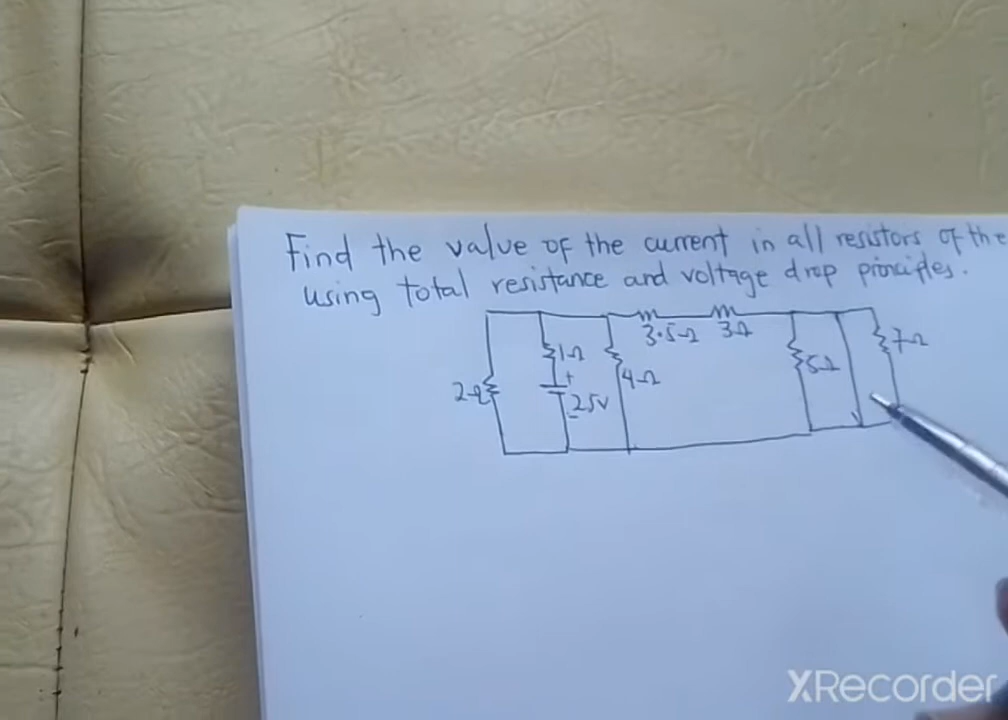 Find the value of the current in all resistors of the
using total resistance and voltage drop principles.
3.5Ω 3Ω
7Ω
1Ω
5Ω
4Ω
2Ω
+
25V
-
XRecorder